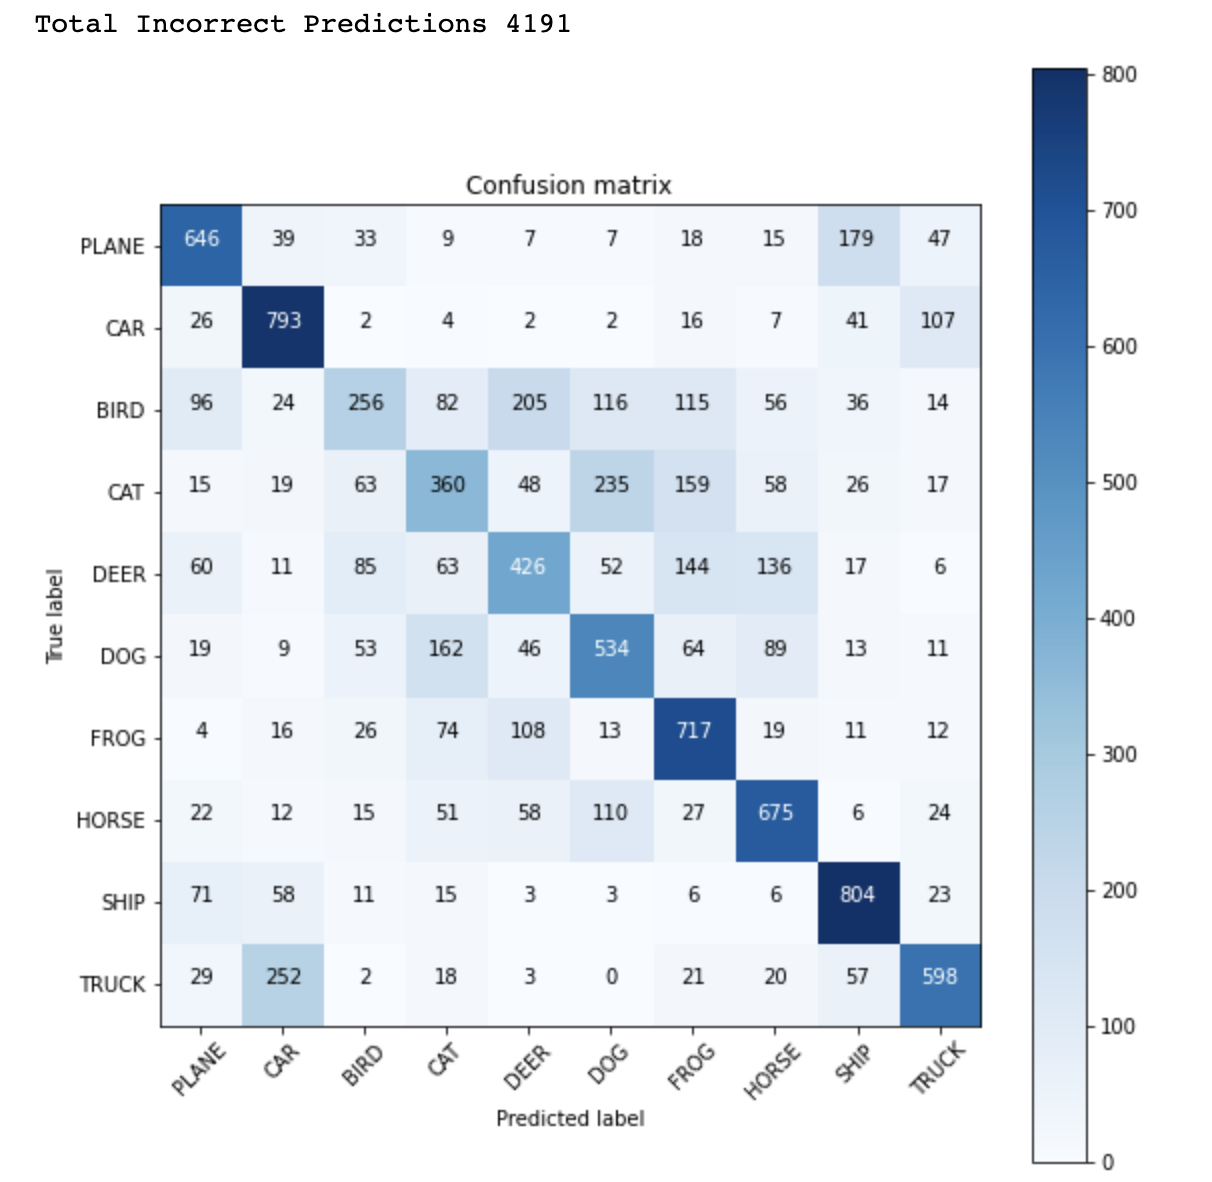 Total Incorrect Predictions 4191
Confusion matrix
PLANE 646 39 33 9 7 7 18 15 179 47
CAR 26 793 2 4 2 2 16 7 41 107
BIRD 96 24 256 82 205 116 115 56 36 14
CAT 15 19 63 360 48 235 159 58 26 17
DEER 60 11 85 63 426 52 144 136 17 6
DOG 19 9 53 162 46 534 64 89 13 11
FROG 4 16 26 74 108 13 717 19 11 12
HORSE 22 12 15 51 58 110 27 675 6 24
SHIP 71 58 11 15 3 3 6 6 804 23
TRUCK 29 252 2 18 3 0 21 20 57 598
True label
PLANE CAR BIRD CAT DEER DOG FROG HORSE SHIP TRUCK
Predicted label
800
700
600
500
400
300
200
100
0